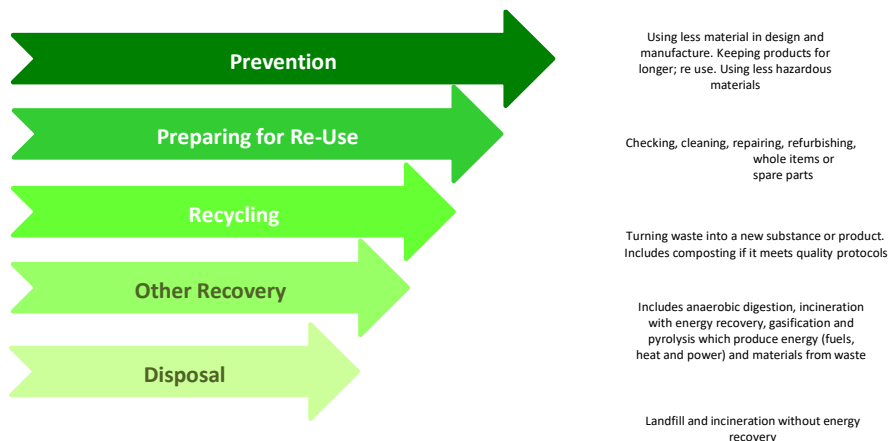 Prevention
Using less material in design and
manufacture. Keeping products for
longer; re use. Using less hazardous
materials
Preparing for Re-Use
Checking, cleaning, repairing, refurbishing,
whole items or
spare parts
Recycling
Turning waste into a new substance or product.
Includes composting if it meets quality protocols
Other Recovery
Includes anaerobic digestion, incineration
with energy recovery, gasification and
pyrolysis which produce energy (fuels,
heat and power) and materials from waste
Disposal
Landfill and incineration without energy
recovery